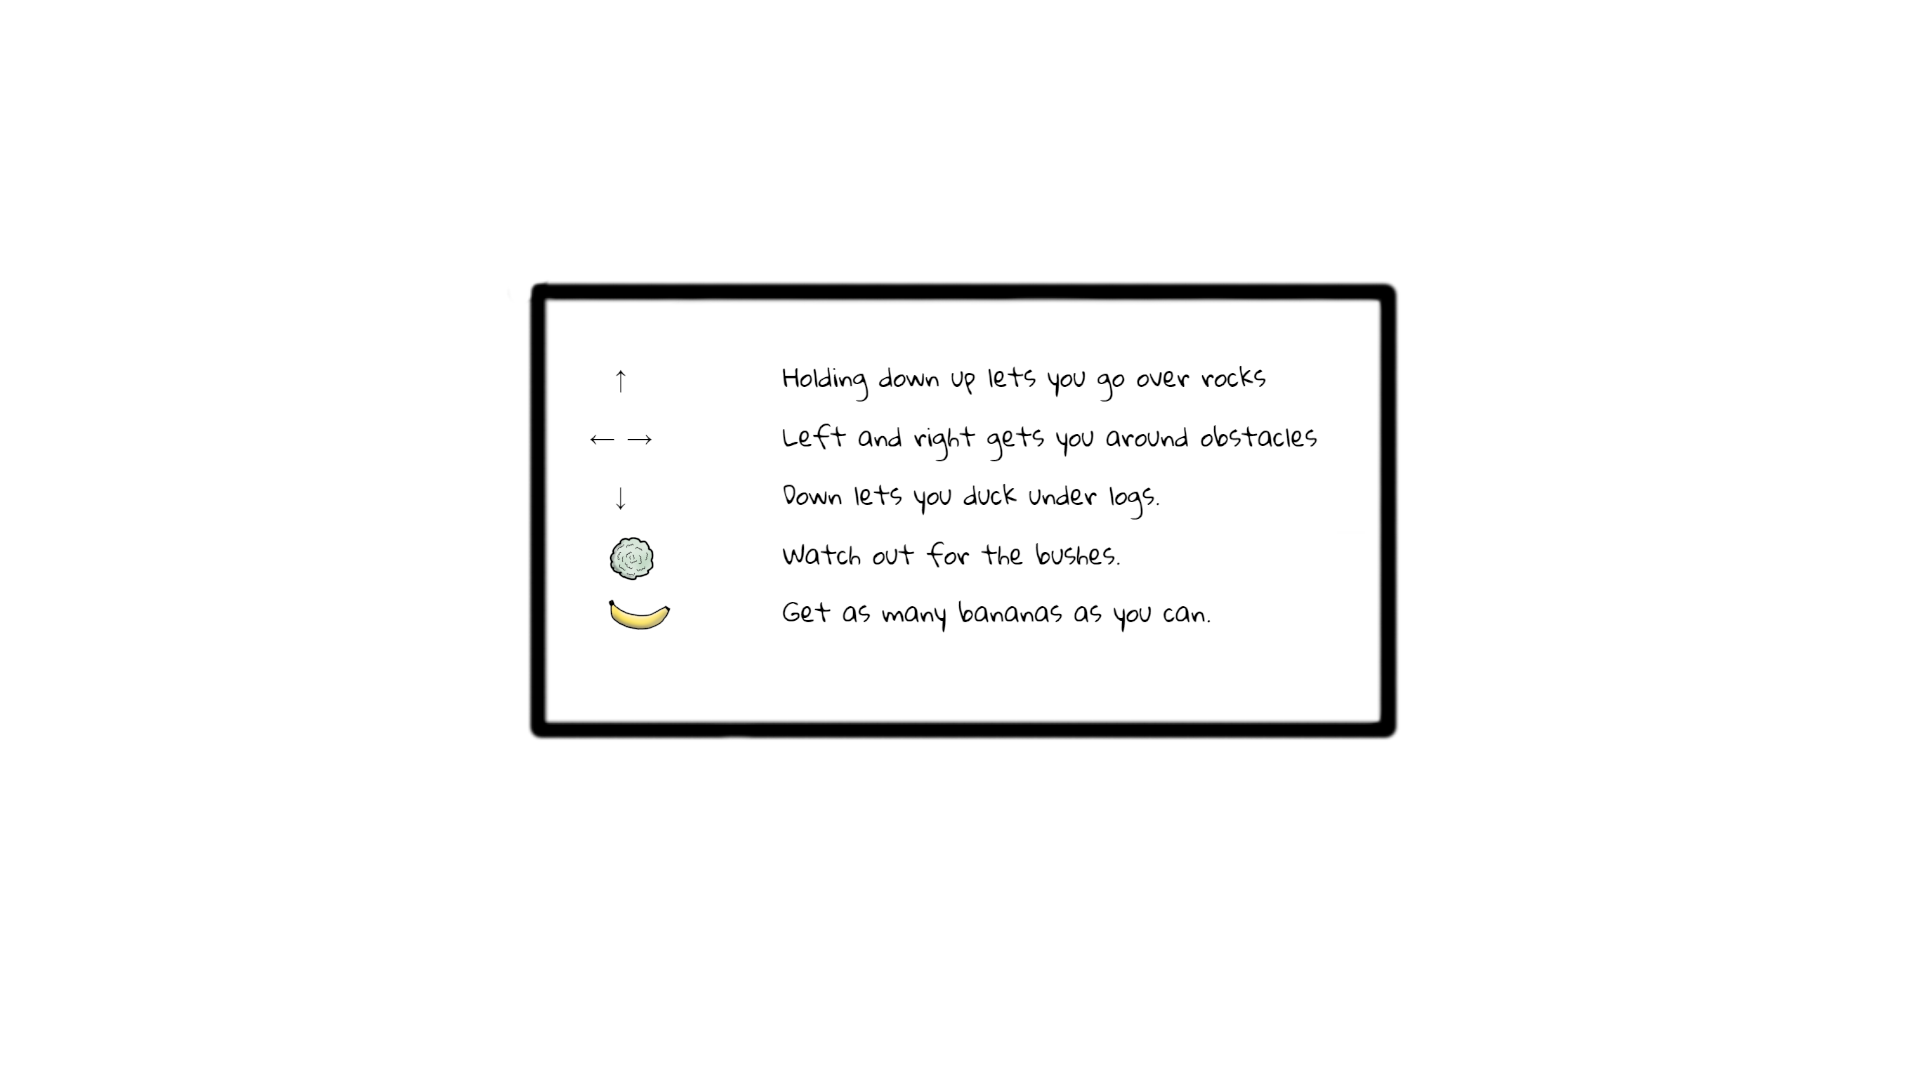 ↑ Holding down up lets you go over rocks
← → Left and right gets you around obstacles
↓ Down lets you duck under logs.
Watch out for the bushes.
Get as many bananas as you can.